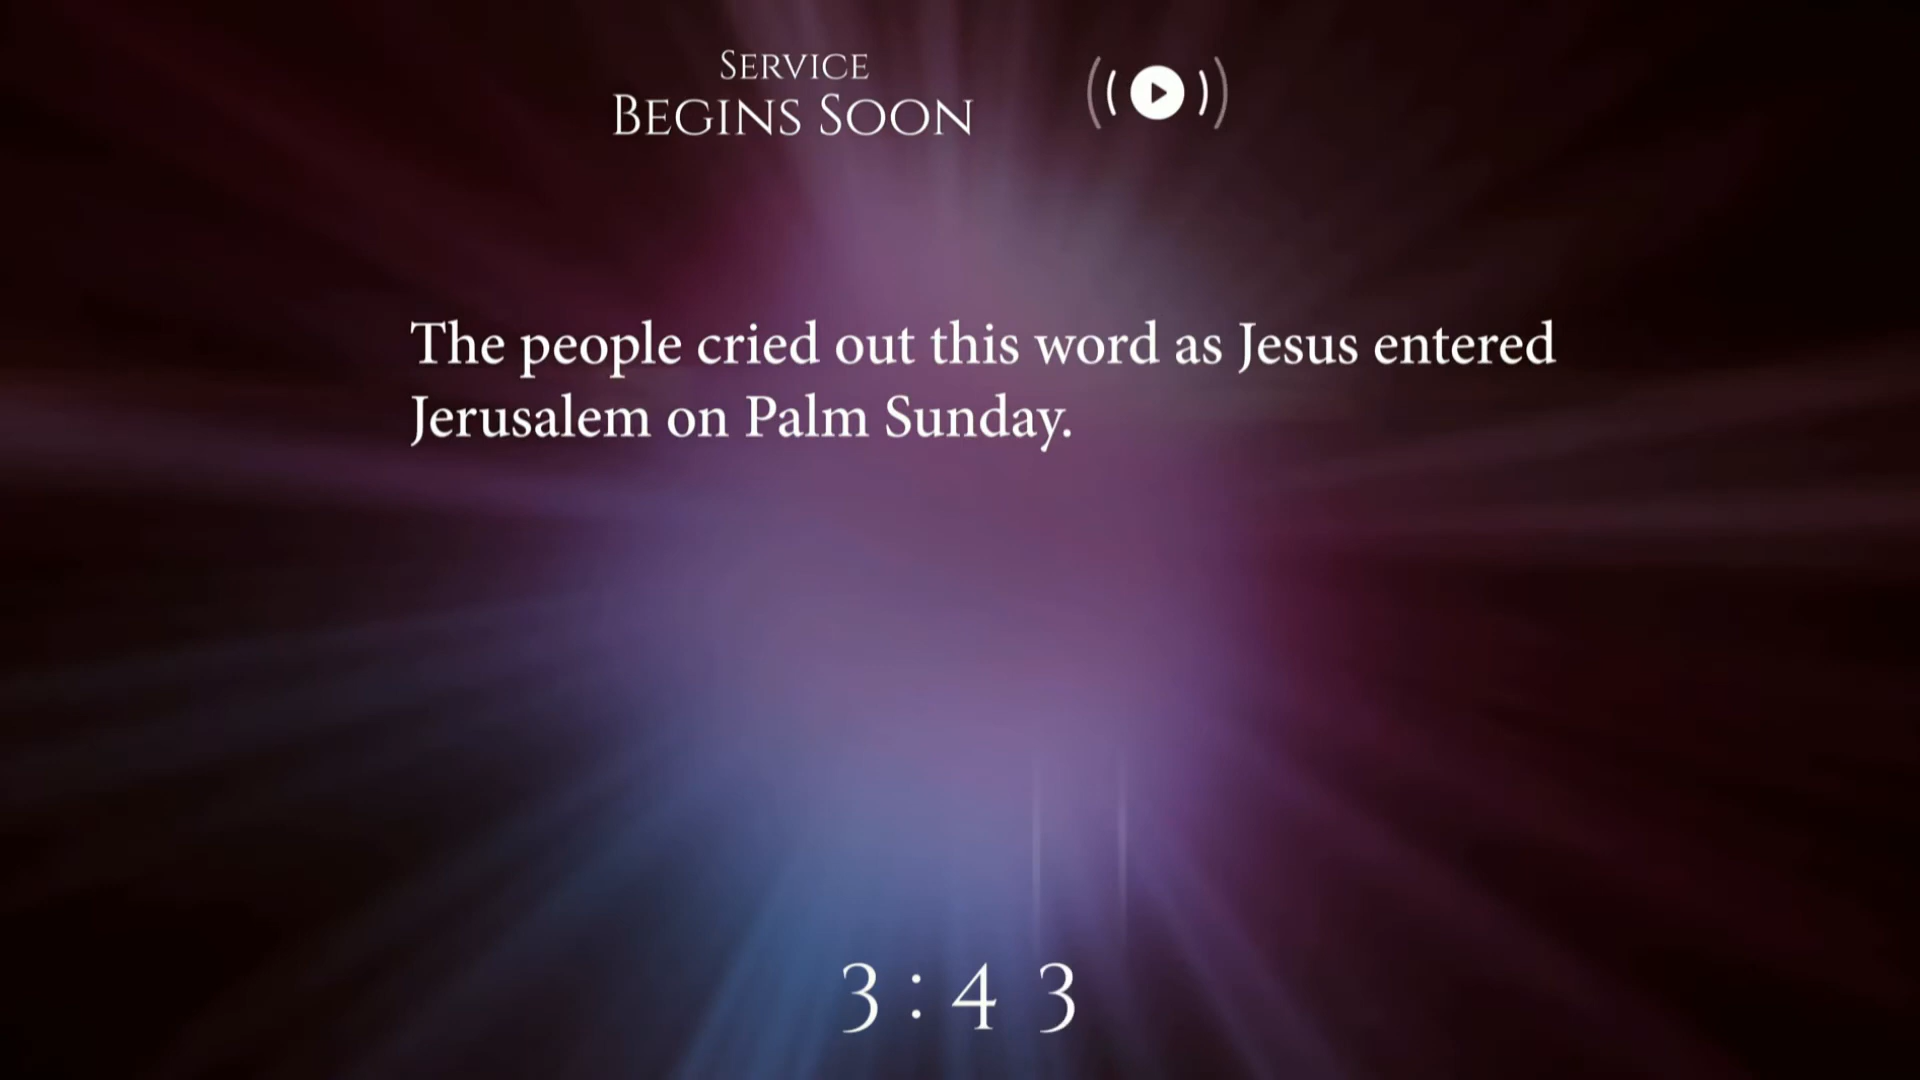 Service
Begins Soon
The people cried out this word as Jesus entered
Jerusalem on Palm Sunday.
3:43